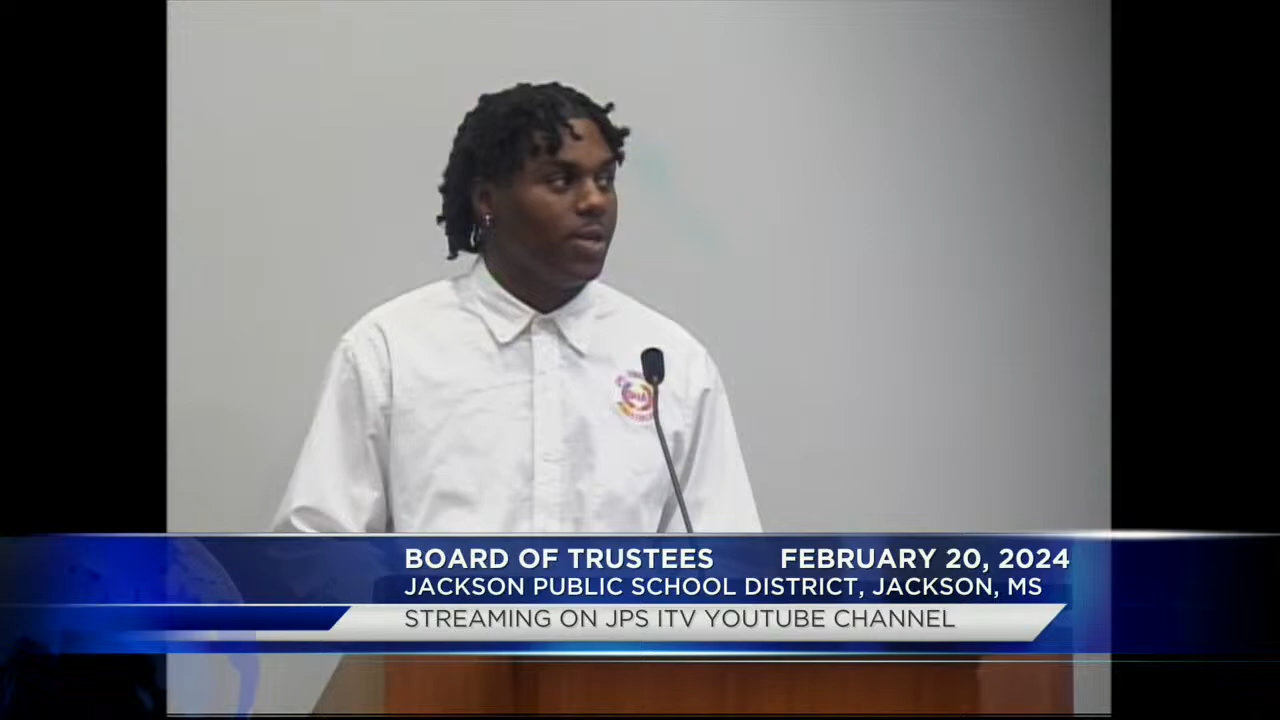 BOARD OF TRUSTEES FEBRUARY 20, 2024
JACKSON PUBLIC SCHOOL DISTRICT, JACKSON, MS
STREAMING ON JPS ITV YOUTUBE CHANNEL